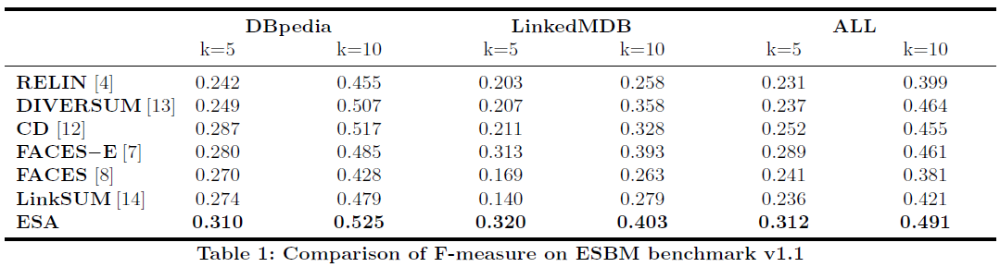 DBpedia LinkedMDB ALL
k=5 k=10 k=5 k=10 k=5 k=10
RELIN [4] 0.242 0.455 0.203 0.258 0.231 0.399
DIVERSUM [13] 0.249 0.507 0.207 0.358 0.237 0.464
CD [12] 0.287 0.517 0.211 0.328 0.252 0.455
FACES−E [7] 0.280 0.485 0.313 0.393 0.289 0.461
FACES [8] 0.270 0.428 0.169 0.263 0.241 0.381
LinkSUM [14] 0.274 0.479 0.140 0.279 0.236 0.421
ESA 0.310 0.525 0.320 0.403 0.312 0.491
Table 1: Comparison of F-measure on ESBM benchmark v1.1